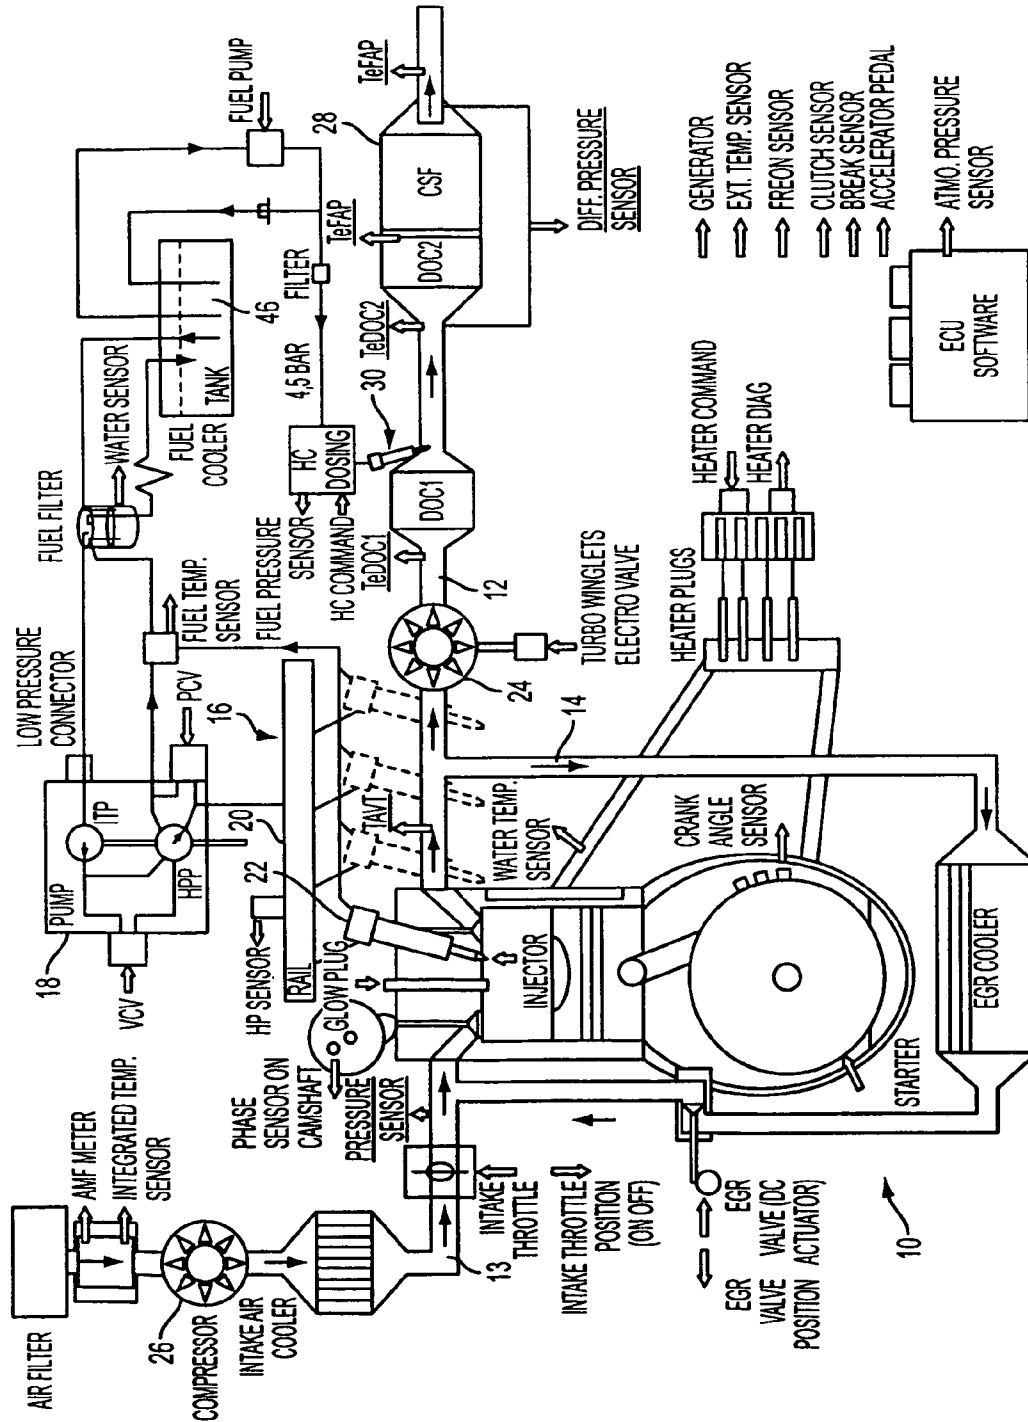 AIR FILTER
AMF METER
INTEGRATED TEMP.
SENSOR
26
COMPRESSOR
INTAKE AIR
COOLER
13
INTAKE
THROTTLE
INTAKE THROTTLE
POSITION
(ON OFF)
PHASE
SENSOR ON
CAMSHAFT
PRESSURE
SENSOR
EGR
VALVE
POSITION
EGR
VALVE (DC
ACTUATOR)
10
STARTER
EGR COOLER
CRANK
ANGLE
SENSOR
WATER TEMP.
SENSOR
INJECTOR
GLOW PLUG
HP SENSOR
RAIL
22
20
16
TAVT
14
18
VCV
PUMP
ITP
HPP
PCV
LOW PRESSURE
CONNECTOR
FUEL TEMP.
SENSOR
FUEL FILTER
WATER SENSOR
FUEL
COOLER
TANK
46
FUEL PUMP
FILTER
4,5 BAR
FUEL PRESSURE
SENSOR
HC COMMAND
HC
DOSING
30
24
12
TURBO WINGLETS
ELECTRO VALVE
TeDOC1
DOC1
TeDOC2
DOC2
CSF
28
TeFAP
TeFAP
DIFF. PRESSURE
SENSOR
HEATER PLUGS
HEATER COMMAND
HEATER DIAG
GENERATOR
EXT. TEMP. SENSOR
FREON SENSOR
CLUTCH SENSOR
BREAK SENSOR
ACCELERATOR PEDAL
ATMO. PRESSURE
SENSOR
ECU
SOFTWARE